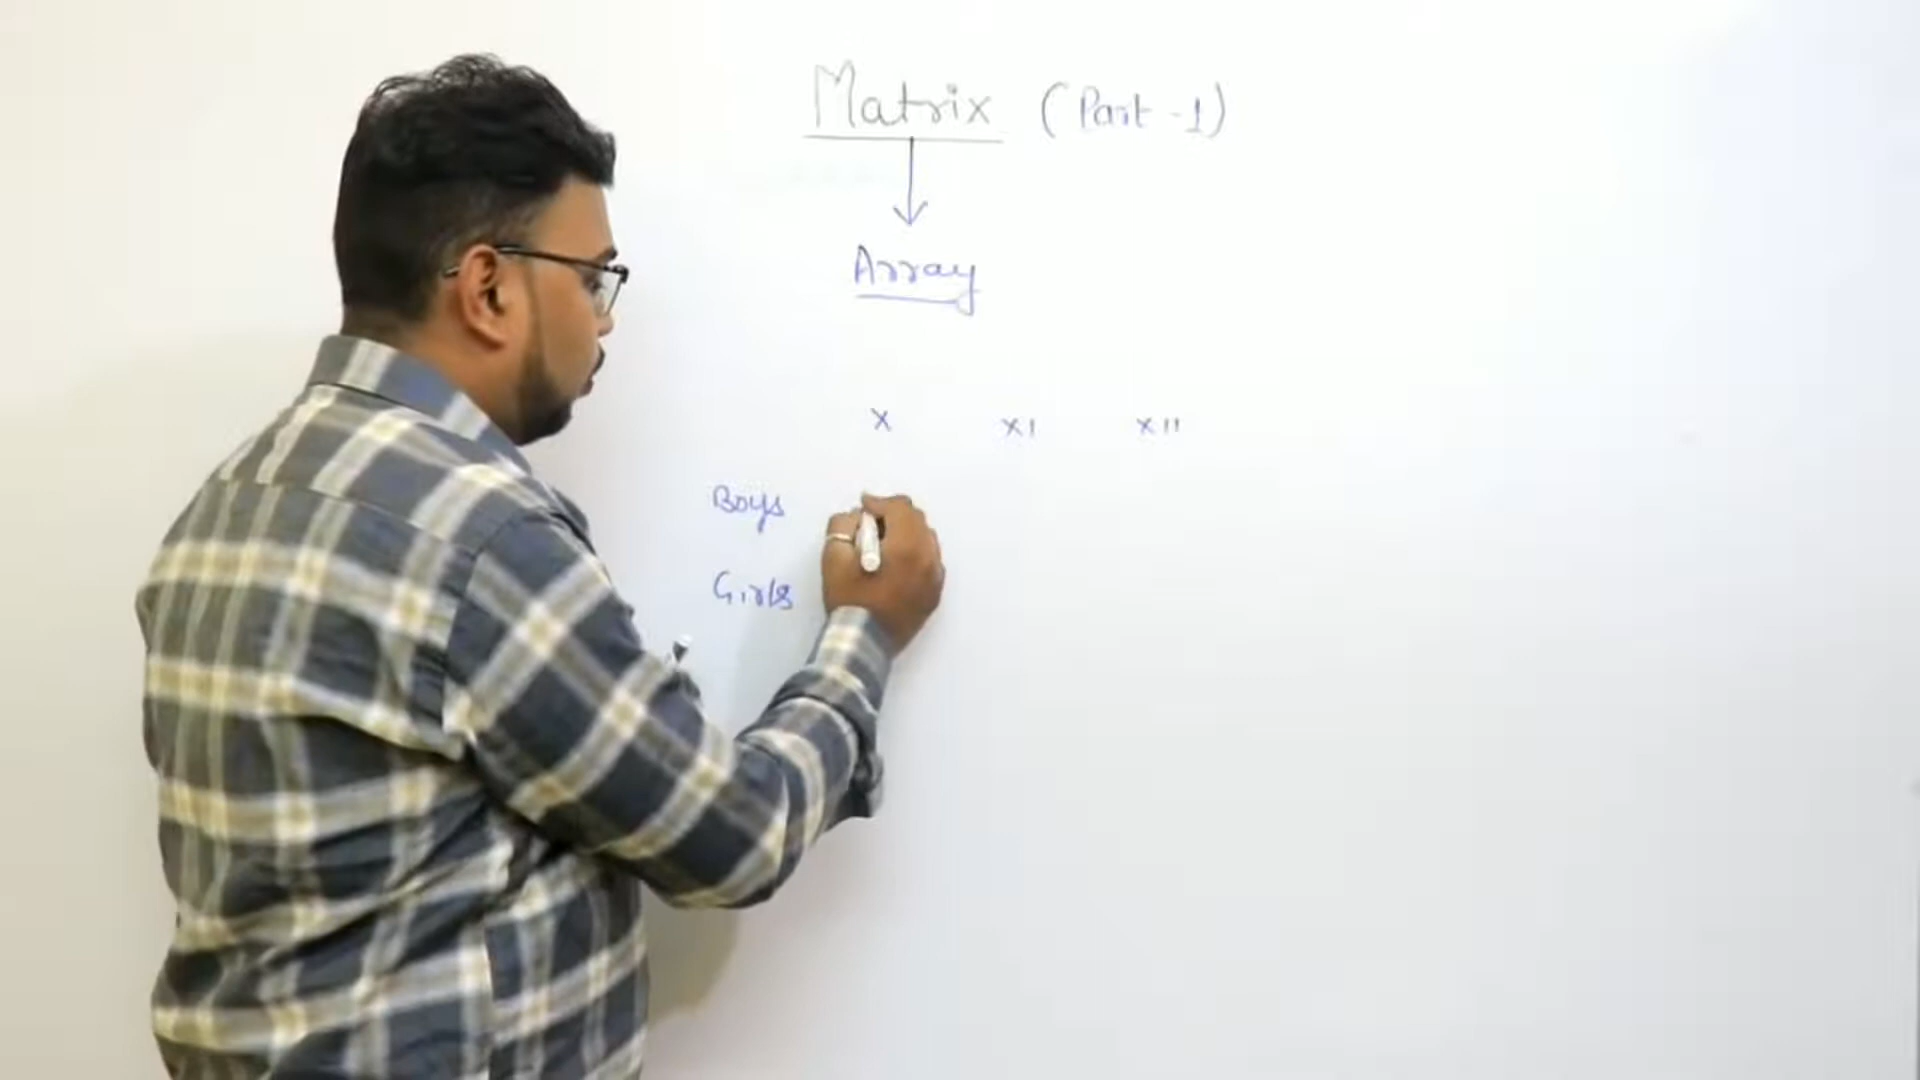 Matrix (Part -1)
Array
X XI XII
Boys
Girls